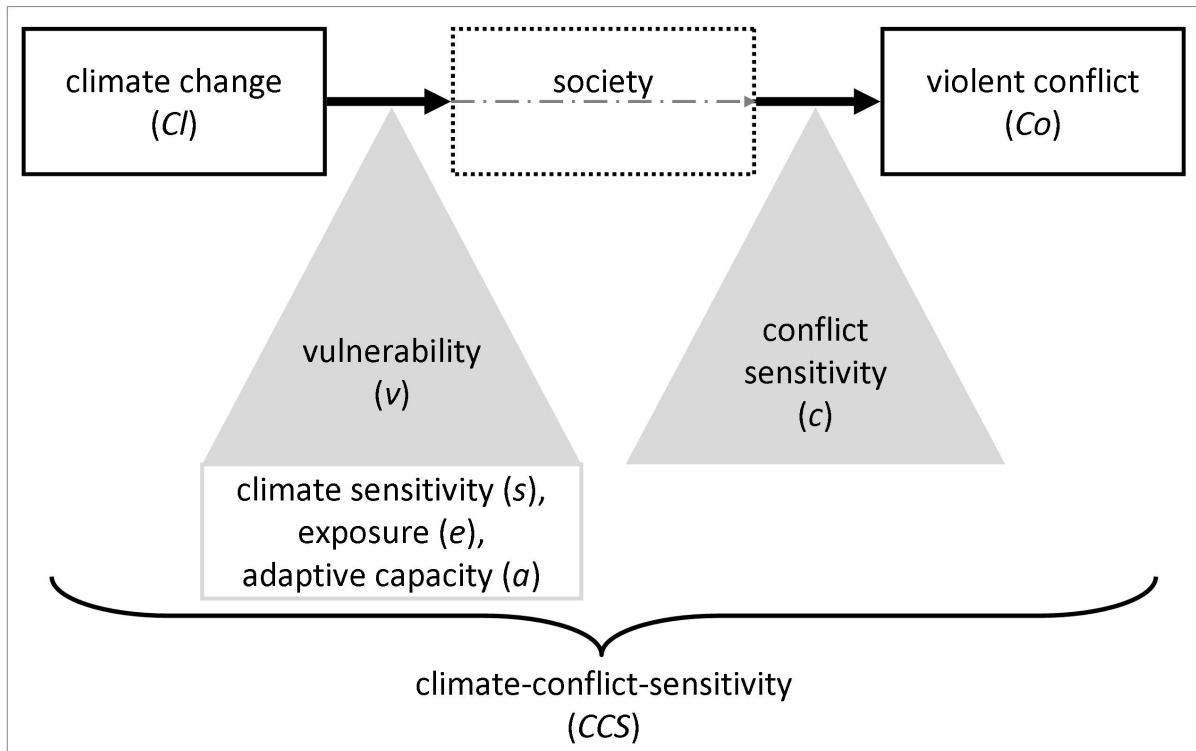 climate change
(Cl)
society
violent conflict
(Co)
vulnerability
(v)
conflict
sensitivity
(c)
climate sensitivity (s),
exposure (e),
adaptive capacity (a)
climate-conflict-sensitivity
(CCS)